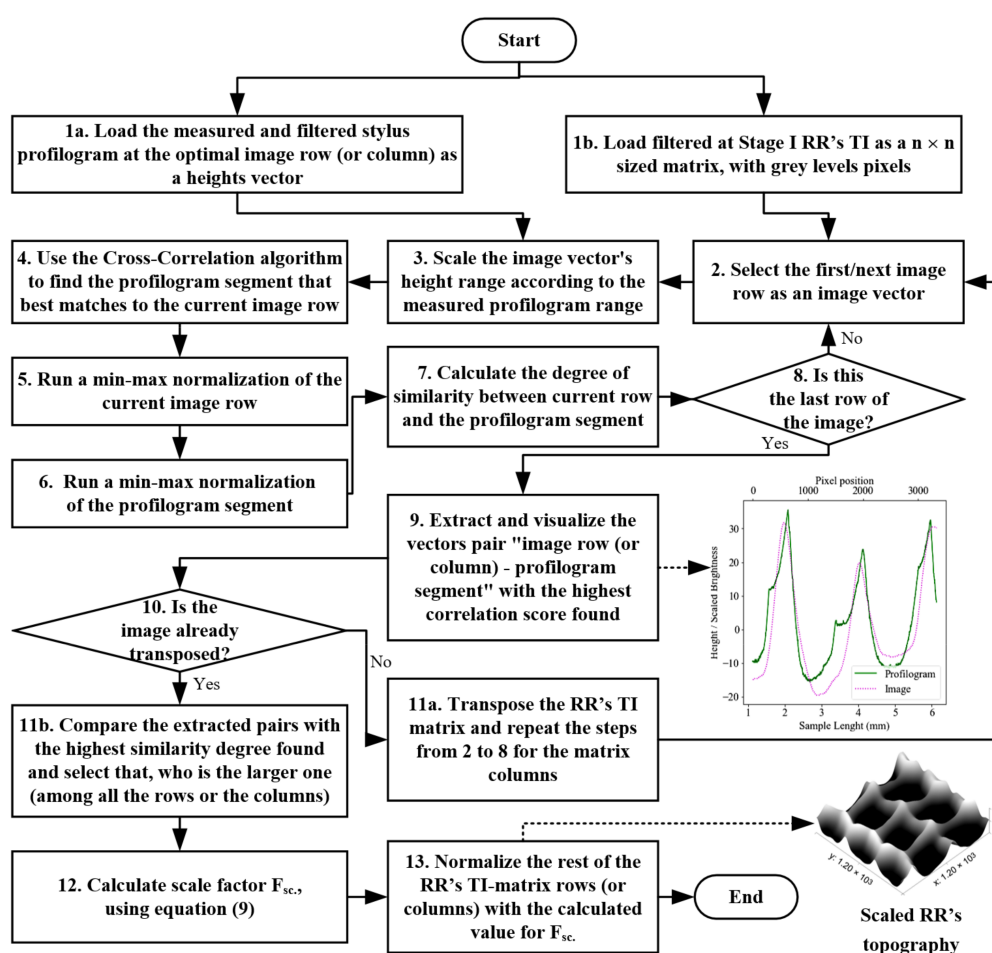 Start
1a. Load the measured and filtered stylus
profilogram at the optimal image row (or column) as
a heights vector
1b. Load filtered at Stage I RR's TI as a n × n
sized matrix, with grey levels pixels
4. Use the Cross-Correlation algorithm
to find the profilogram segment that
best matches to the current image row
3. Scale the image vector's
height range according to the
measured profilogram range
2. Select the first/next image
row as an image vector
No
5. Run a min-max normalization of the
current image row
7. Calculate the degree of
similarity between current row
and the profilogram segment
8. Is this
the last row of
the image?
Yes
6. Run a min-max normalization
of the profilogram segment
9. Extract and visualize the
vectors pair "image row (or
column) - profilogram
segment" with the highest
correlation score found
Pixel position
0 1000 2000 3000
Height / Scaled Brightness
30
20
10
0
−10
−20
Profilogram
Image
1 2 3 4 5 6
Sample Lenght (mm)
10. Is the
image already
transposed?
No
Yes
11b. Compare the extracted pairs with
the highest similarity degree found
and select that, who is the larger one
(among all the rows or the columns)
11a. Transpose the RR's TI
matrix and repeat the steps
from 2 to 8 for the matrix
columns
12. Calculate scale factor Fsc.,
using equation (9)
13. Normalize the rest of the
RR's TI-matrix rows (or
columns) with the calculated
value for Fsc.
End
y: 1.20 × 10³
x: 1.20 × 10³
Scaled RR's
topography